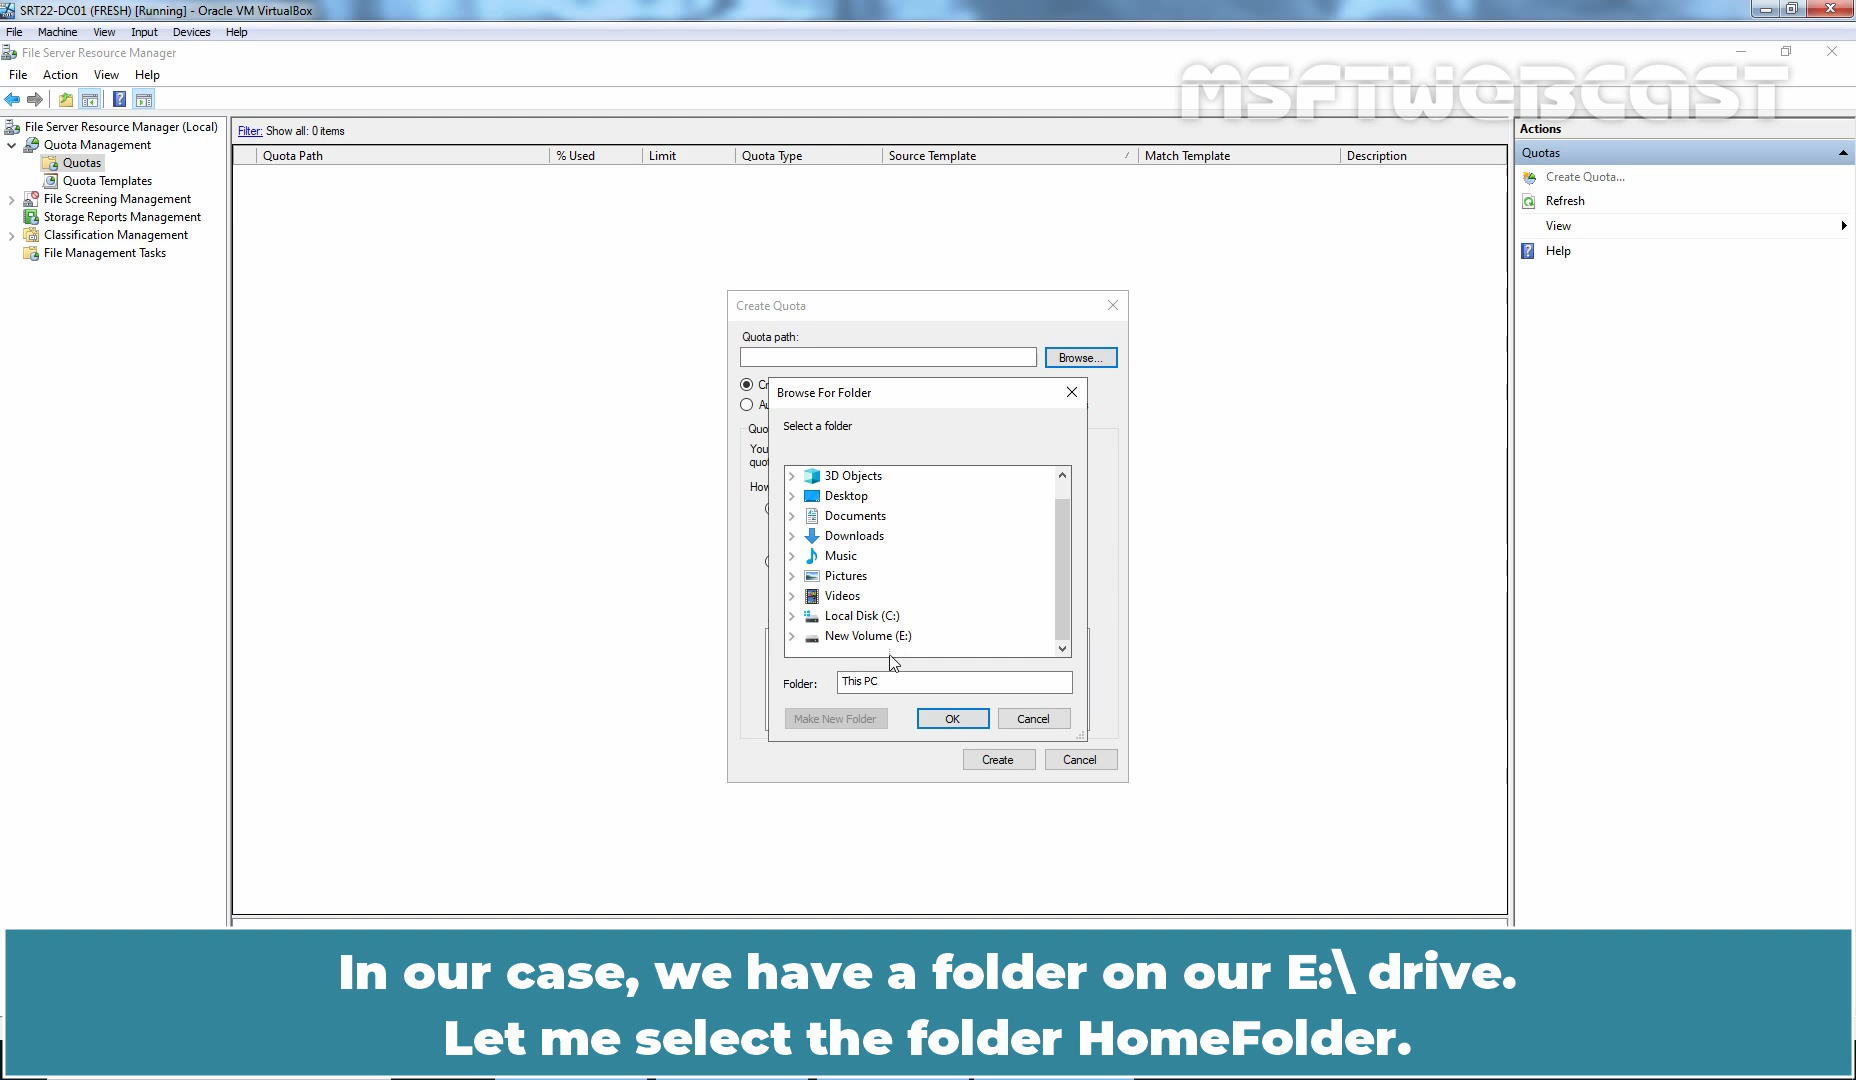 SRT22-DC01 (FRESH) [Running] - Oracle VM VirtualBox
File Machine View Input Devices Help
File Server Resource Manager
File Action View Help
MSFTWEBCAST
File Server Resource Manager (Local)
Quota Management
Quotas
Quota Templates
File Screening Management
Storage Reports Management
Classification Management
File Management Tasks
Filter: Show all: 0 items
Quota Path % Used Limit Quota Type Source Template Match Template Description
Actions
Quotas
Create Quota...
Refresh
View
Help
Create Quota
Quota path:
Browse...
Browse For Folder
Select a folder
3D Objects
Desktop
Documents
Downloads
Music
Pictures
Videos
Local Disk (C:)
New Volume (E:)
Folder: This PC
Make New Folder OK Cancel
Create Cancel
In our case, we have a folder on our E:\ drive.
Let me select the folder HomeFolder.